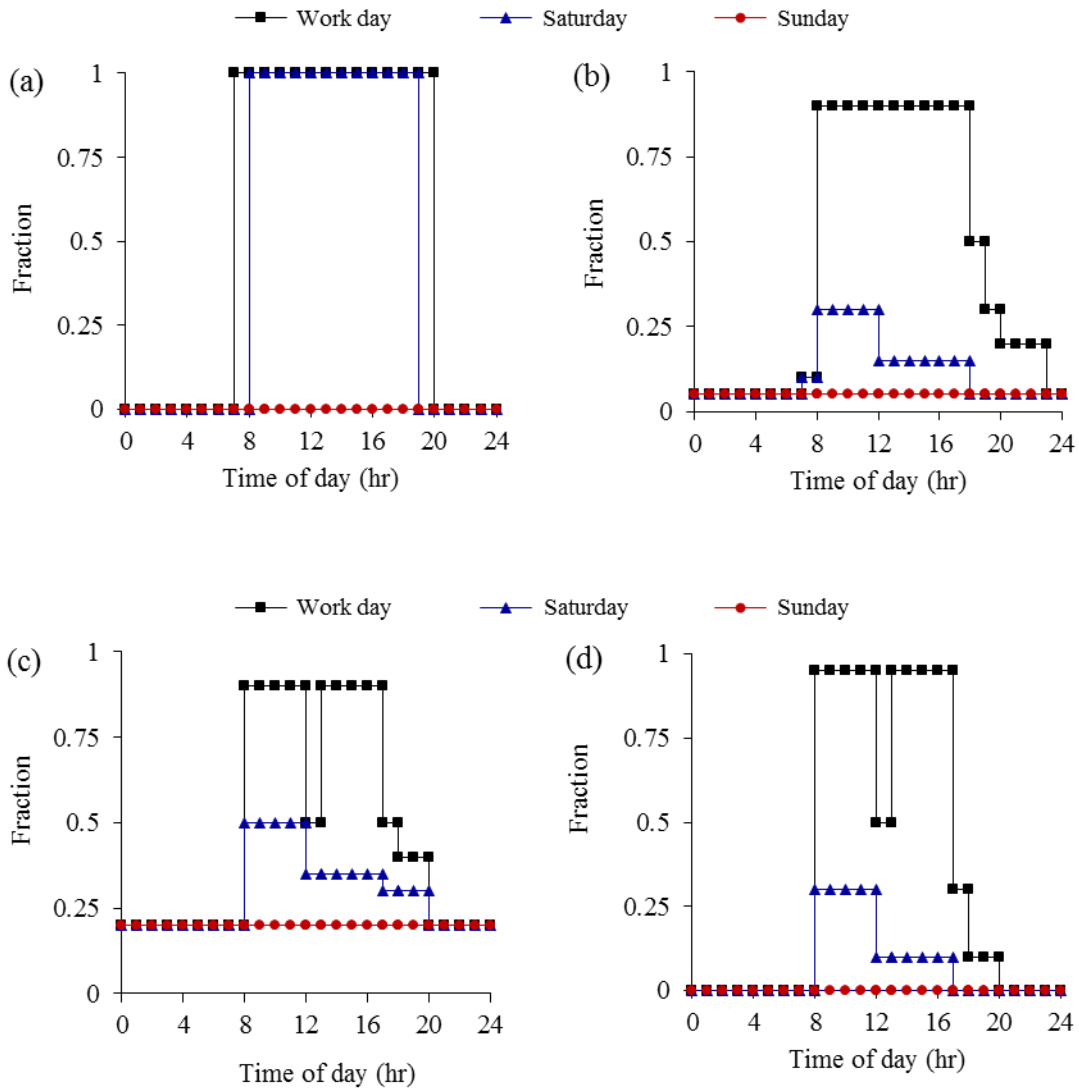 Work day Saturday Sunday
(a)
Fraction
1
0.75
0.5
0.25
0
0 4 8 12 16 20 24
Time of day (hr)
(b)
Fraction
1
0.75
0.5
0.25
0
0 4 8 12 16 20 24
Time of day (hr)
Work day Saturday Sunday
(c)
Fraction
1
0.75
0.5
0.25
0
0 4 8 12 16 20 24
Time of day (hr)
(d)
Fraction
1
0.75
0.5
0.25
0
0 4 8 12 16 20 24
Time of day (hr)